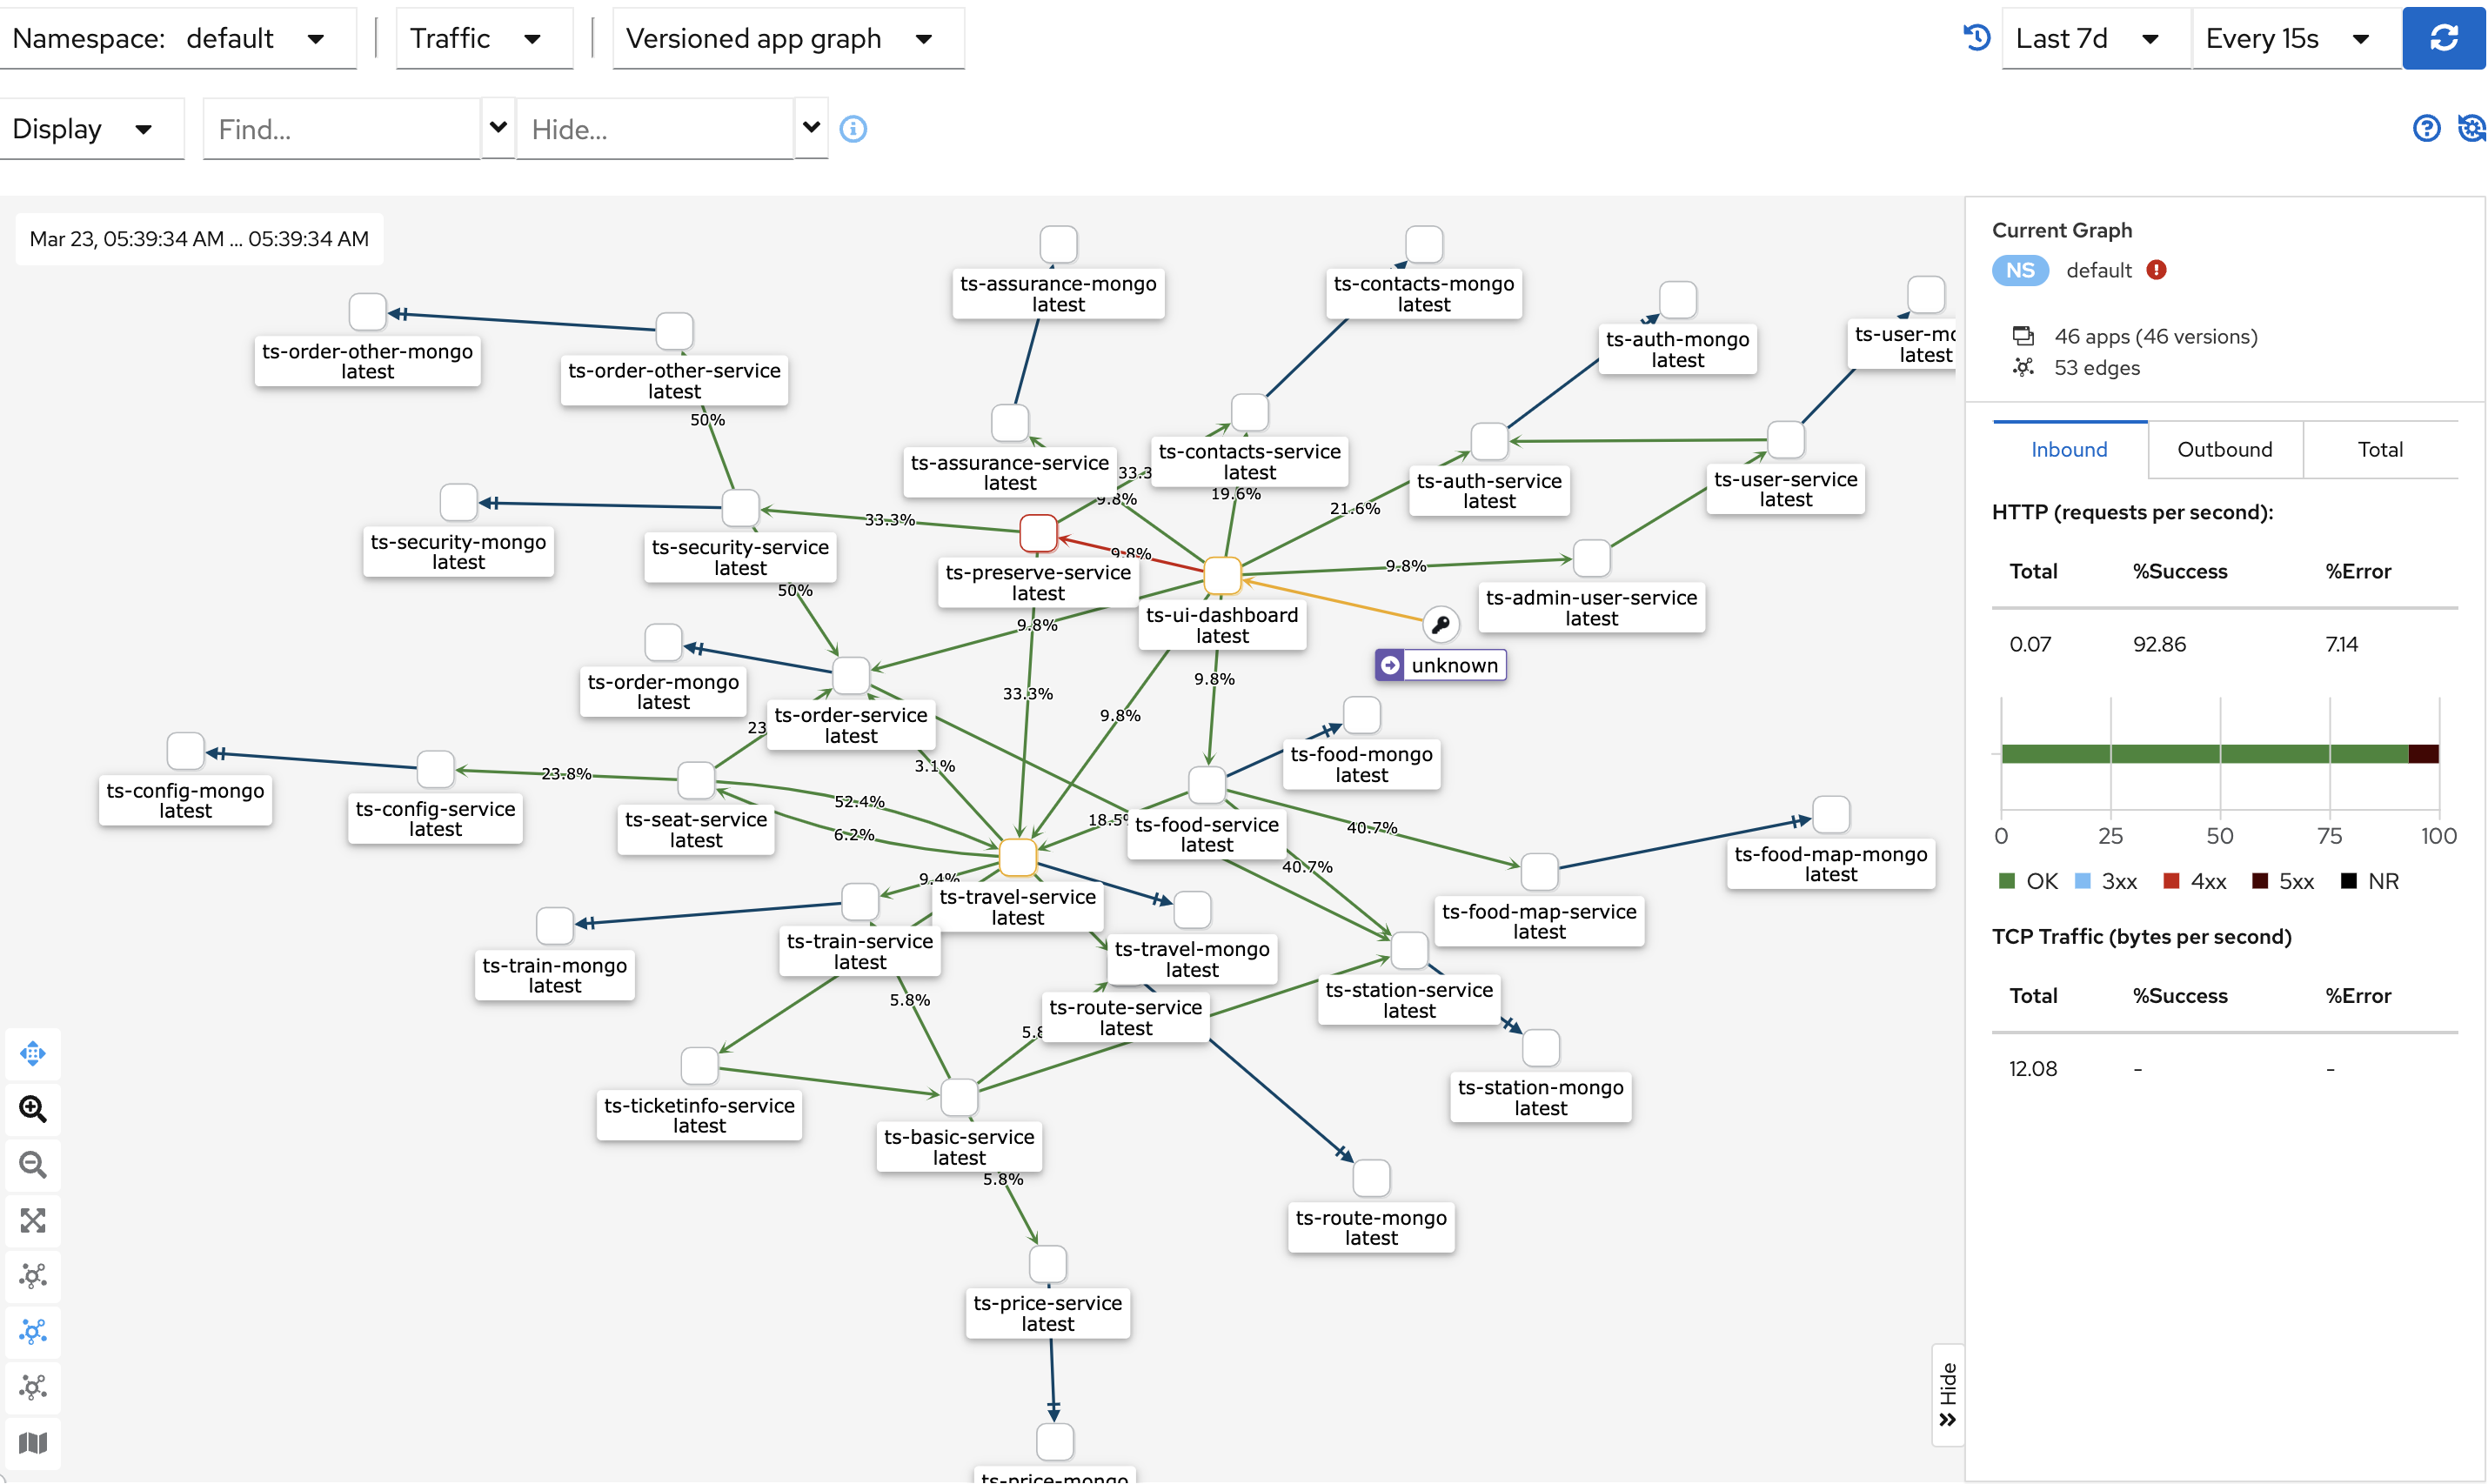 Namespace: default
Traffic
Versioned app graph
Last 7d
Every 15s
Display
Find...
Hide...
Mar 23, 05:39:34 AM ... 05:39:34 AM
ts-assurance-mongo
latest
ts-contacts-mongo
latest
ts-auth-mongo
latest
latest
ts-order-other-mongo
latest
ts-order-other-service
latest
50%
ts-assurance-service
latest
33.3
9.8%
ts-contacts-service
latest
19.6%
21.6%
ts-auth-service
latest
ts-user-service
latest
ts-security-mongo
latest
ts-security-service
latest
33.3%
50%
9.8%
ts-preserve-service
latest
9.8%
9.8%
ts-admin-user-service
latest
ts-ui-dashboard
latest
unknown
ts-order-mongo
latest
ts-order-service
latest
33.3%
9.8%
9.8%
23
3.1%
ts-food-mongo
latest
ts-config-mongo
latest
ts-config-service
latest
23.8%
ts-seat-service
latest
52.4%
6.2%
18.5%
ts-food-service
latest
40.7%
40.7%
ts-food-map-mongo
latest
ts-food-map-service
latest
9.4%
ts-travel-service
latest
ts-train-mongo
latest
ts-train-service
latest
ts-travel-mongo
latest
5.8%
ts-route-service
latest
5.8
ts-station-service
latest
ts-station-mongo
latest
ts-ticketinfo-service
latest
ts-basic-service
latest
5.8%
ts-route-mongo
latest
ts-price-service
latest
ts-price-mongo
Hide
Current Graph
NS default
46 apps (46 versions)
53 edges
Inbound Outbound Total
HTTP (requests per second):
Total %Success %Error
0.07 92.86 7.14
0 25 50 75 100
OK 3xx 4xx 5xx NR
TCP Traffic (bytes per second)
Total %Success %Error
12.08 - -